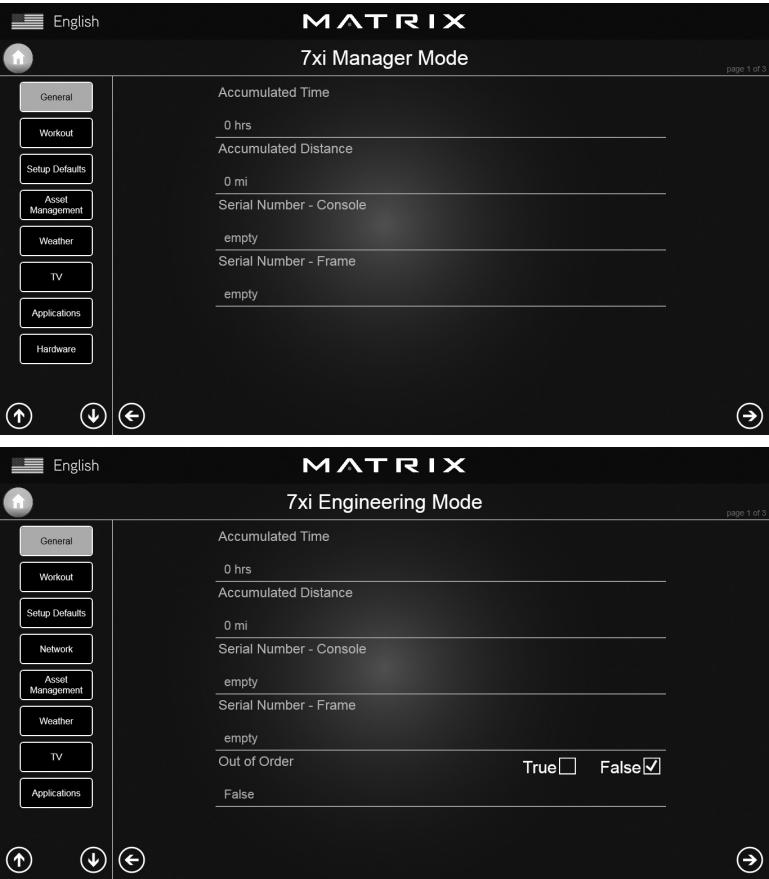 English
MATRIX
7xi Manager Mode
page 1 of 3
General
Workout
Setup Defaults
Asset
Management
Weather
TV
Applications
Hardware
Accumulated Time
0 hrs
Accumulated Distance
0 mi
Serial Number - Console
empty
Serial Number - Frame
empty
English
MATRIX
7xi Engineering Mode
page 1 of 3
General
Workout
Setup Defaults
Network
Asset
Management
Weather
TV
Applications
Accumulated Time
0 hrs
Accumulated Distance
0 mi
Serial Number - Console
empty
Serial Number - Frame
empty
Out of Order
True False
False